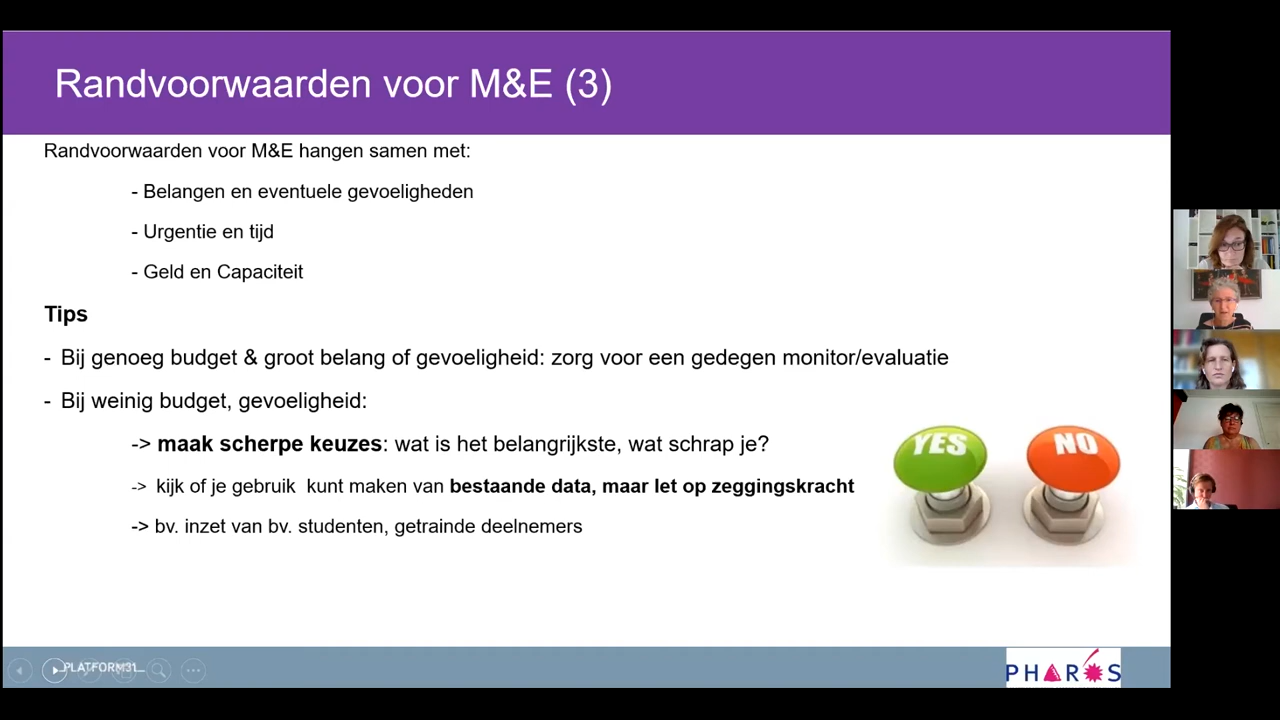 Randvoorwaarden voor M&E (3)
Randvoorwaarden voor M&E hangen samen met:
- Belangen en eventuele gevoeligheden
- Urgentie en tijd
- Geld en Capaciteit
Tips
- Bij genoeg budget & groot belang of gevoeligheid: zorg voor een gedegen monitor/evaluatie
- Bij weinig budget, gevoeligheid:
-> maak scherpe keuzes: wat is het belangrijkste, wat schrap je?
-> kijk of je gebruik kunt maken van bestaande data, maar let op zeggingskracht
-> bv. inzet van bv. studenten, getrainde deelnemers
YES
NO
PLATFORM31
PHAROS